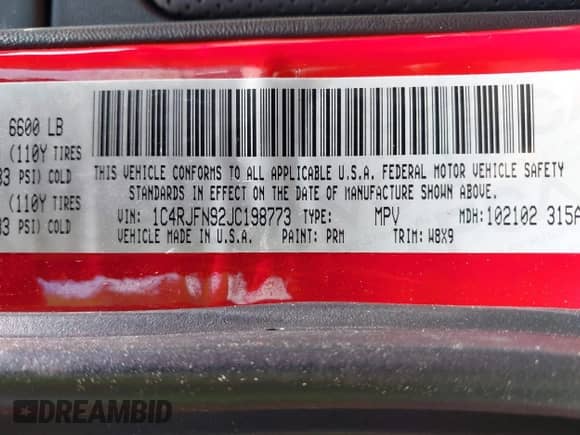 6600 LB
(110Y TIRES
33 PSI) COLD
(110Y TIRES
33 PSI) COLD
THIS VEHICLE CONFORMS TO ALL APPLICABLE U.S.A. FEDERAL MOTOR VEHICLE SAFETY
STANDARDS IN EFFECT ON THE DATE OF MANUFACTURE SHOWN ABOVE.
VIN: 1C4RJFN92JC198773 TYPE: MPV MDH: 102102 315A
VEHICLE MADE IN U.S.A. PAINT: PRM TRIM: W8X9
DREAMBID